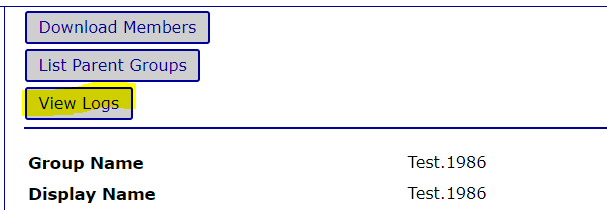 Download Members
List Parent Groups
View Logs
Group Name Test.1986
Display Name Test.1986